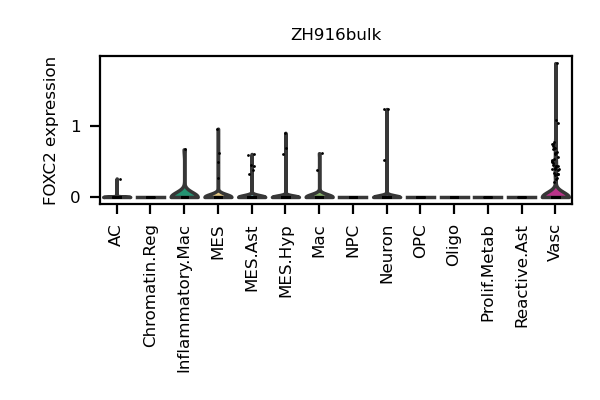 ZH916bulk
FOXC2 expression
1
0
AC
Chromatin.Reg
Inflammatory.Mac
MES
MES.Ast
MES.Hyp
Mac
NPC
Neuron
OPC
Oligo
Prolif.Metab
Reactive.Ast
Vasc